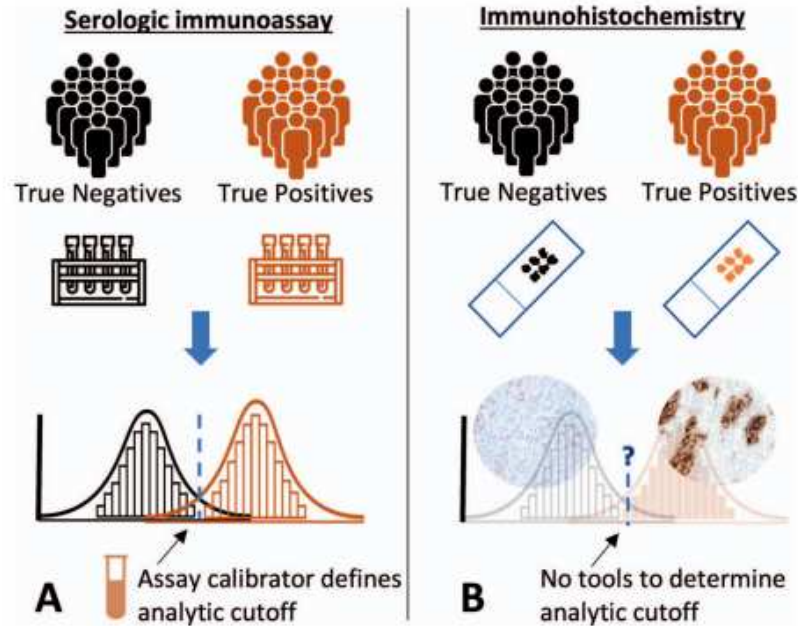 Serologic immunoassay
True Negatives
True Positives
Assay calibrator defines
analytic cutoff
A
Immunohistochemistry
True Negatives
True Positives
?
No tools to determine
analytic cutoff
B